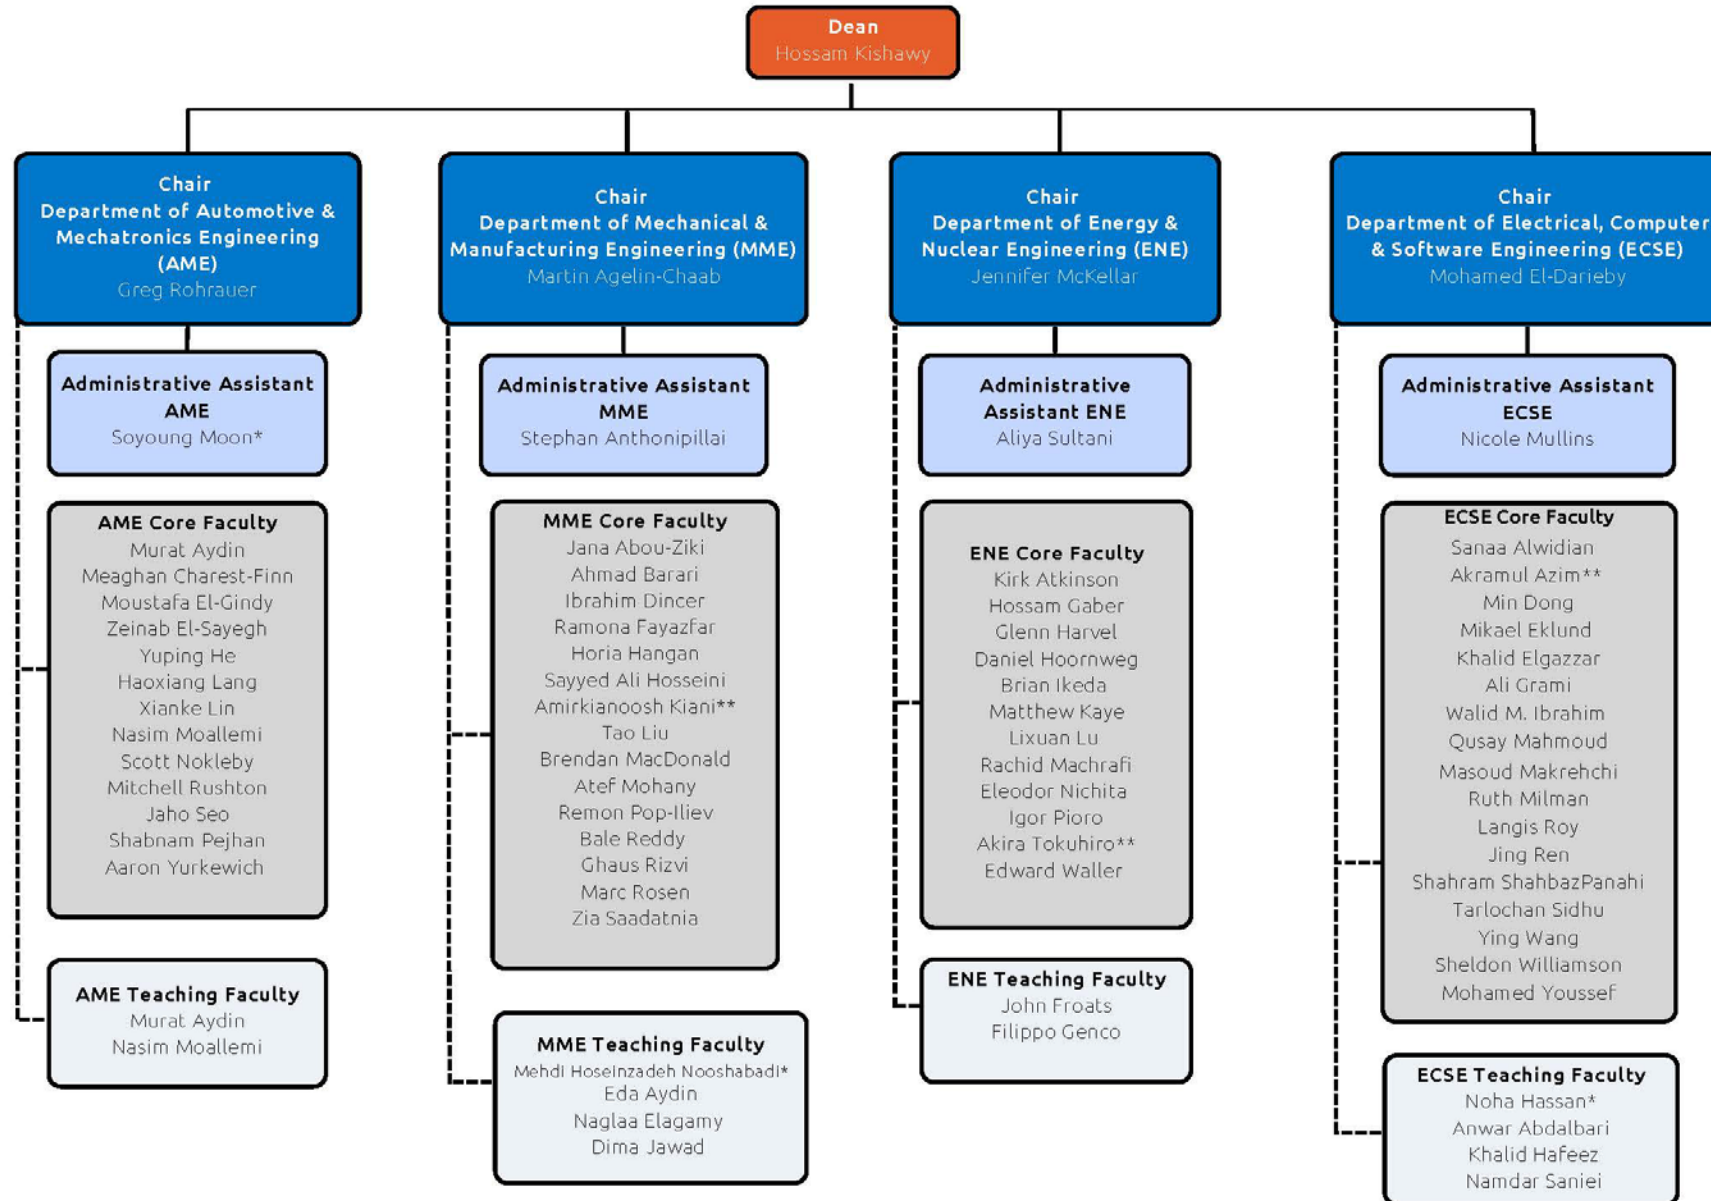 Dean
Hossam Kishawy
Chair
Department of Automotive &
Mechatronics Engineering
(AME)
Greg Rohrauer
Administrative Assistant
AME
Soyoung Moon*
AME Core Faculty
Murat Aydin
Meaghan Charest-Finn
Moustafa El-Gindy
Zeinab El-Sayegh
Yuping He
Haoxiang Lang
Xianke Lin
Nasim Moallemi
Scott Nokleby
Mitchell Rushton
Jaho Seo
Shabnam Pejhan
Aaron Yurkewich
AME Teaching Faculty
Murat Aydin
Nasim Moallemi
Chair
Department of Mechanical &
Manufacturing Engineering (MME)
Martin Agelin-Chaab
Administrative Assistant
MME
Stephan Anthonipillai
MME Core Faculty
Jana Abou-Ziki
Ahmad Barari
Ibrahim Dincer
Ramona Fayazfar
Horia Hangan
Sayyed Ali Hosseini
Amirkianoosh Kiani**
Tao Liu
Brendan MacDonald
Atef Mohany
Remon Pop-Iliev
Bale Reddy
Ghaus Rizvi
Marc Rosen
Zia Saadatnia
MME Teaching Faculty
Mehdi Hoseinzadeh Nooshabadi*
Eda Aydin
Naglaa Elagamy
Dima Jawad
Chair
Department of Energy &
Nuclear Engineering (ENE)
Jennifer McKellar
Administrative
Assistant ENE
Aliya Sultani
ENE Core Faculty
Kirk Atkinson
Hossam Gaber
Glenn Harvel
Daniel Hoornweg
Brian Ikeda
Matthew Kaye
Lixuan Lu
Rachid Machrafi
Eleodor Nichita
Igor Pioro
Akira Tokuhiro**
Edward Waller
ENE Teaching Faculty
John Froats
Filippo Genco
Chair
Department of Electrical, Computer
& Software Engineering (ECSE)
Mohamed El-Darieby
Administrative Assistant
ECSE
Nicole Mullins
ECSE Core Faculty
Sanaa Alwidian
Akramul Azim**
Min Dong
Mikael Eklund
Khalid Elgazzar
Ali Grami
Walid M. Ibrahim
Qusay Mahmoud
Masoud Makrehchi
Ruth Milman
Langis Roy
Jing Ren
Shahram ShahbazPanahi
Tarlochan Sidhu
Ying Wang
Sheldon Williamson
Mohamed Youssef
ECSE Teaching Faculty
Noha Hassan*
Anwar Abdalbari
Khalid Hafeez
Namdar Saniei